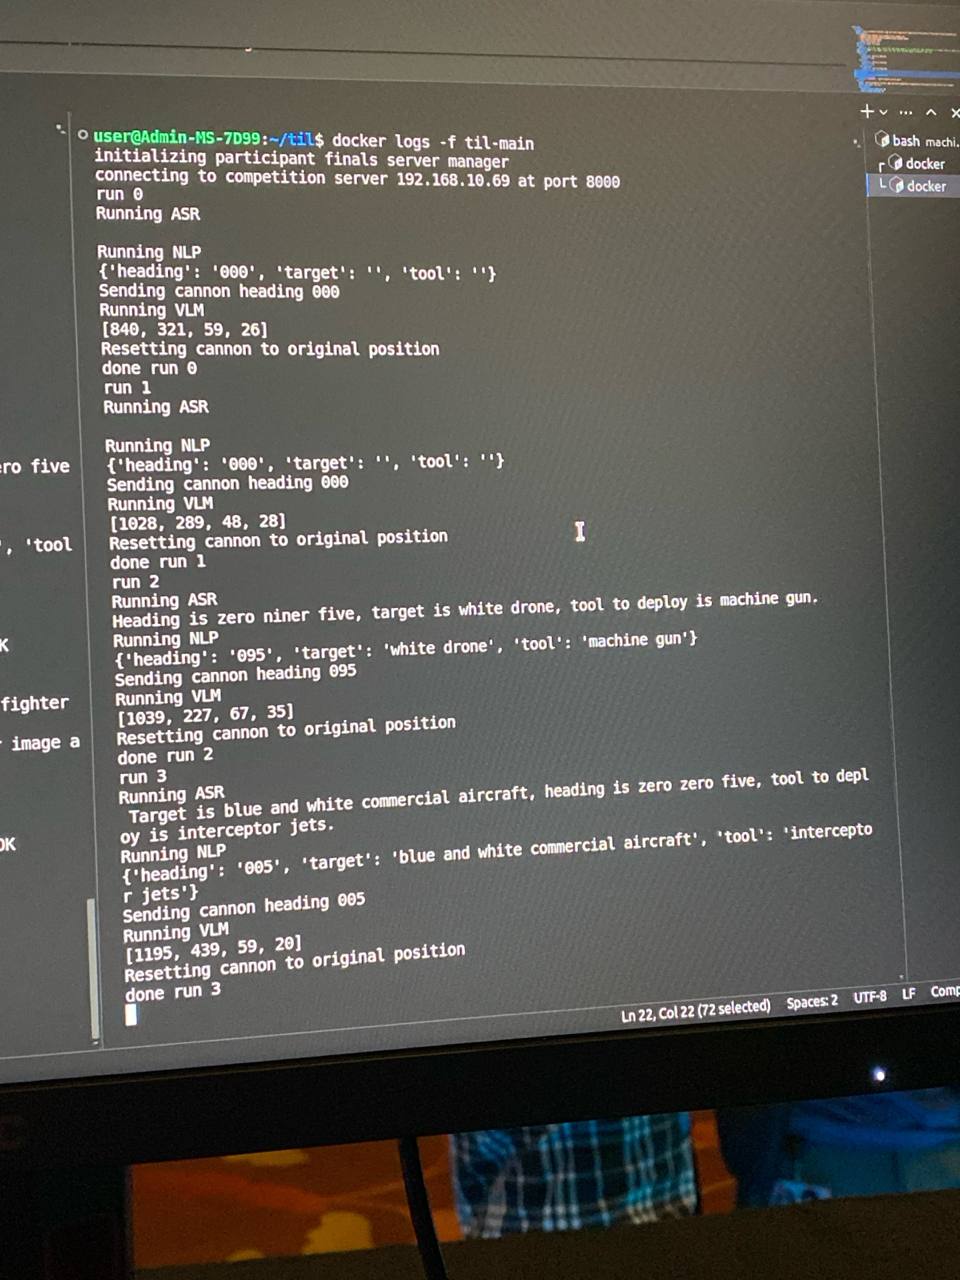 user@Admin-MS-7D99:~/til$ docker logs -f til-main
initializing participant finals server manager
connecting to competition server 192.168.10.69 at port 8000
run 0
Running ASR
Running NLP
{'heading': '000', 'target': '', 'tool': ''}
Sending cannon heading 000
Running VLM
[840, 321, 59, 26]
Resetting cannon to original position
done run 0
run 1
Running ASR
Running NLP
{'heading': '000', 'target': '', 'tool': ''}
Sending cannon heading 000
Running VLM
[1028, 289, 48, 28]
Resetting cannon to original position
done run 1
run 2
Running ASR
Heading is zero niner five, target is white drone, tool to deploy is machine gun.
Running NLP
{'heading': '095', 'target': 'white drone', 'tool': 'machine gun'}
Sending cannon heading 095
Running VLM
[1039, 227, 67, 35]
Resetting cannon to original position
done run 2
run 3
Running ASR
Target is blue and white commercial aircraft, heading is zero zero five, tool to depl
oy is interceptor jets.
Running NLP
{'heading': '005', 'target': 'blue and white commercial aircraft', 'tool': 'intercepto
r jets'}
Sending cannon heading 005
Running VLM
[1195, 439, 59, 20]
Resetting cannon to original position
done run 3
ro five
', 'tool
K
fighter
image a
OK
bash machi.
docker
docker
Ln 22, Col 22 (72 selected) Spaces: 2 UTF-8 LF Comp